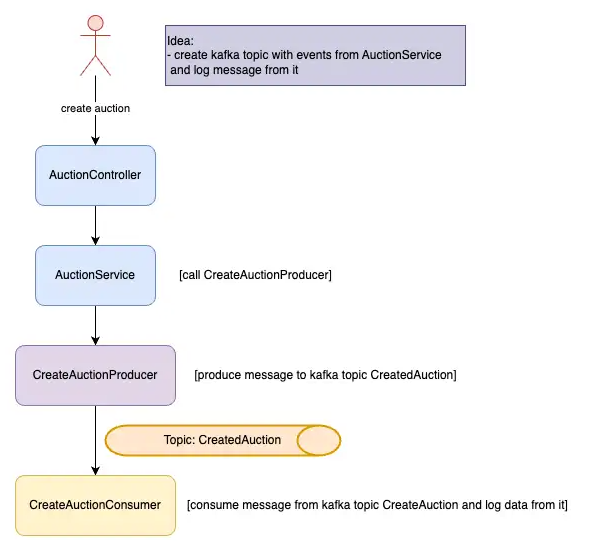 Idea:
- create kafka topic with events from AuctionService
and log message from it
create auction
AuctionController
AuctionService
[call CreateAuctionProducer]
CreateAuctionProducer
[produce message to kafka topic CreatedAuction]
Topic: CreatedAuction
CreateAuctionConsumer
[consume message from kafka topic CreateAuction and log data from it]